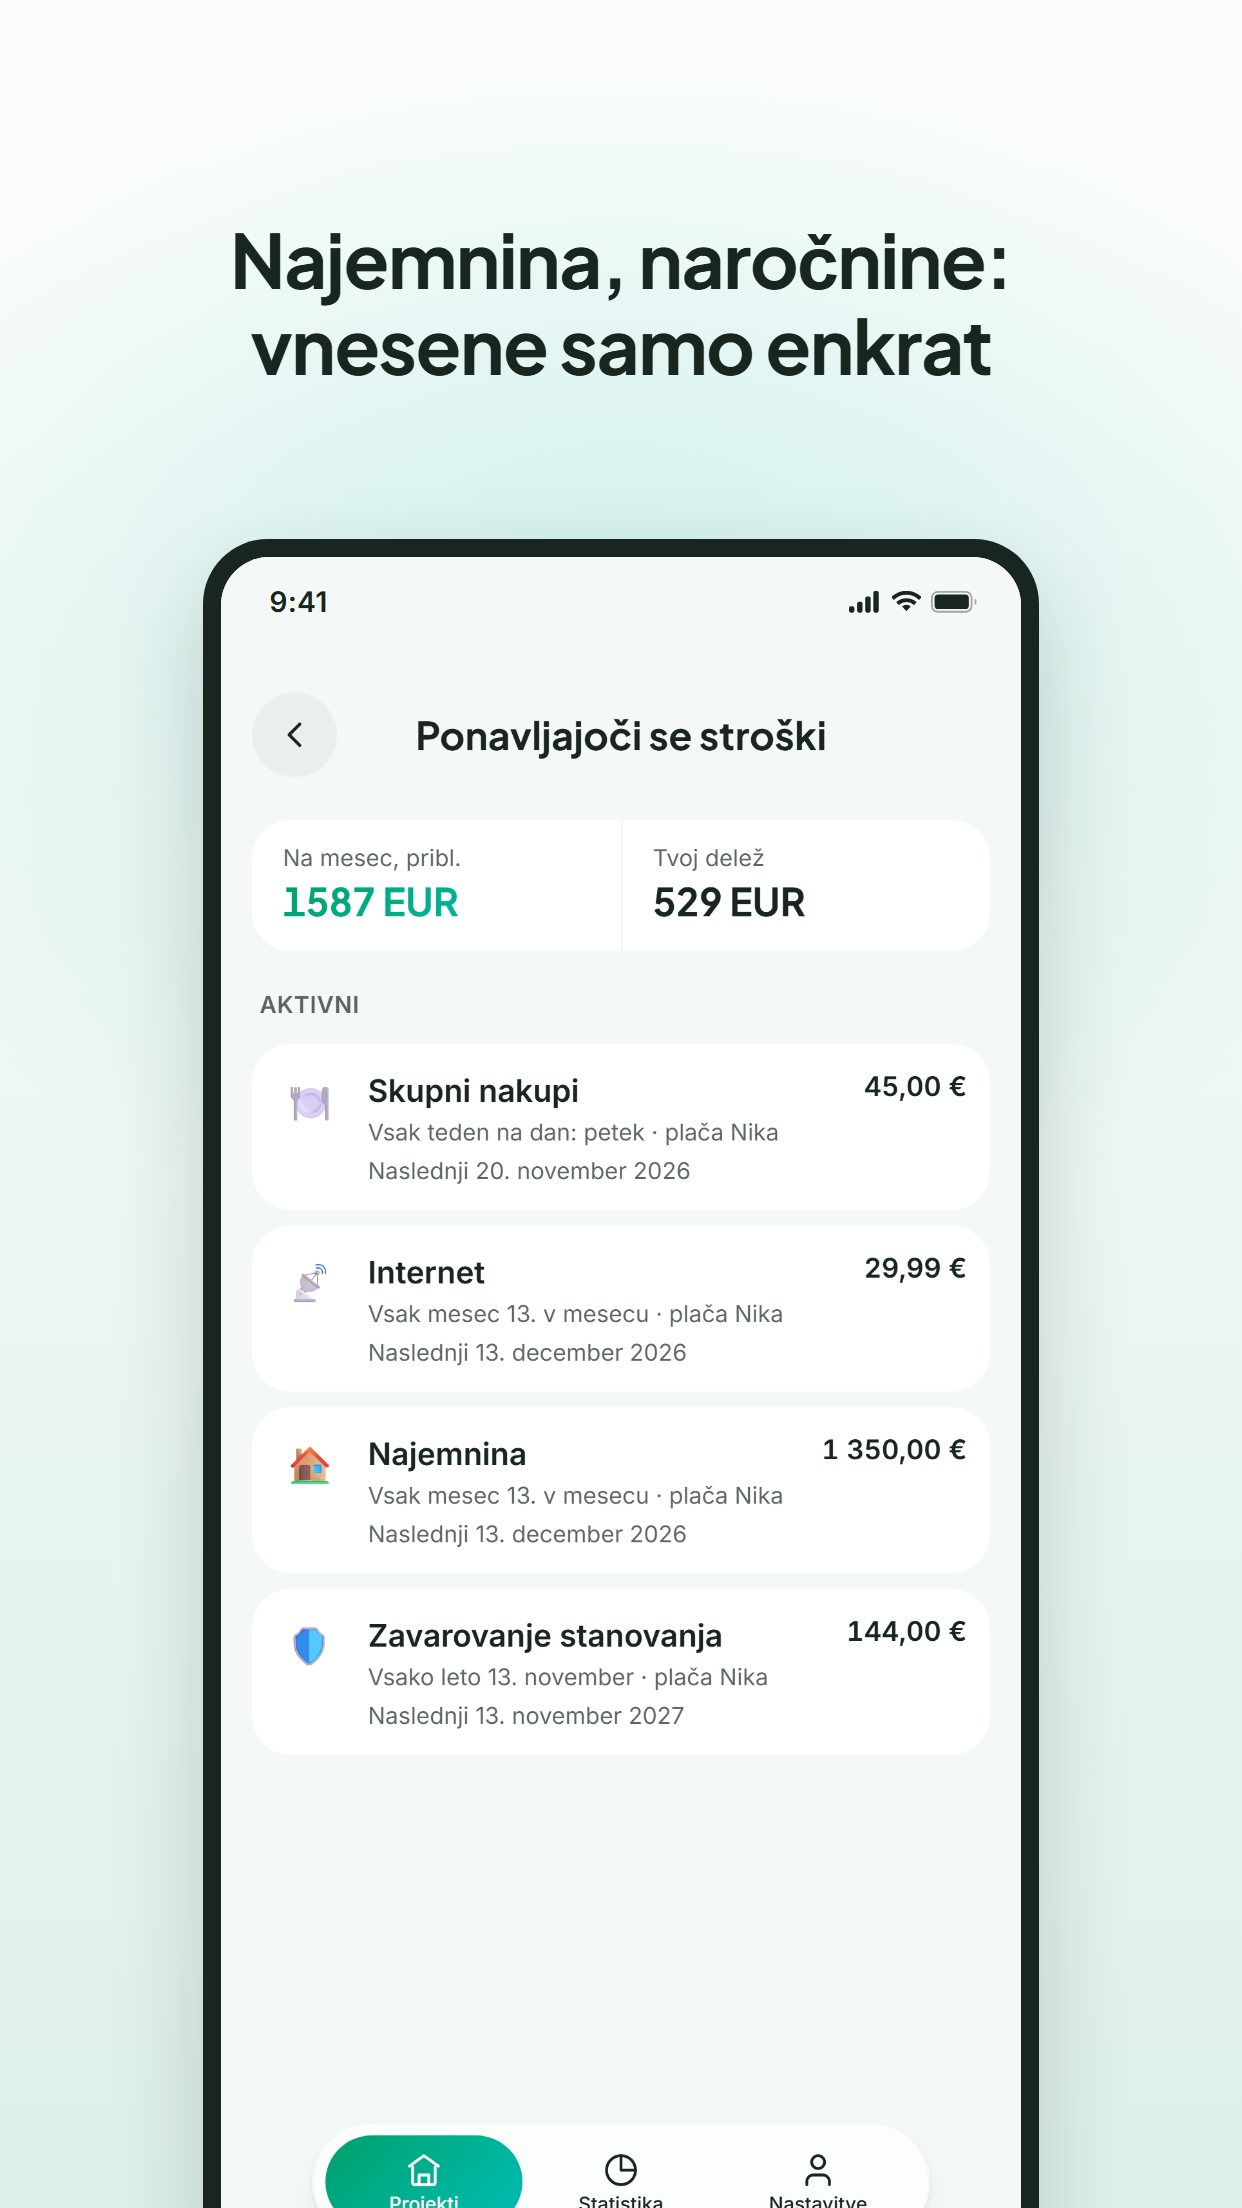 Najemnina, naročnine:
vnesene samo enkrat
9:41
Ponavljajoči se stroški
Na mesec, pribl.
1587 EUR
Tvoj delež
529 EUR
AKTIVNI
Skupni nakupi
45,00 €
Vsak teden na dan: petek · plača Nika
Naslednji 20. november 2026
Internet
29,99 €
Vsak mesec 13. v mesecu · plača Nika
Naslednji 13. december 2026
Najemnina
1 350,00 €
Vsak mesec 13. v mesecu · plača Nika
Naslednji 13. december 2026
Zavarovanje stanovanja
144,00 €
Vsako leto 13. november · plača Nika
Naslednji 13. november 2027
Projekti
Statistika
Nastavitve